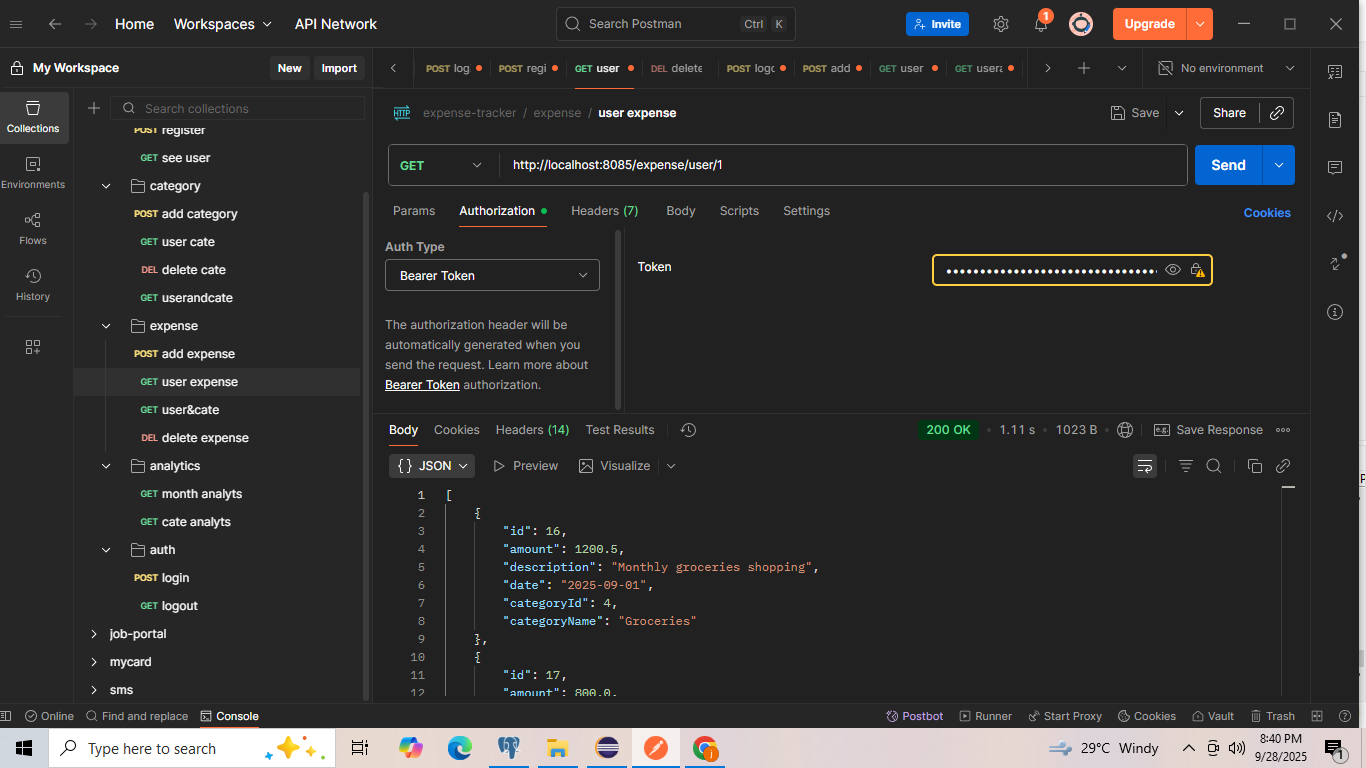 Home
Workspaces
API Network
Search Postman
Ctrl
K
Invite
1
Upgrade
My Workspace
New
Import
POST log
POST regi
GET user
DEL delete
POST logo
POST add
GET user
GET usera
No environment
Collections
Environments
Flows
History
Search collections
POST register
GET see user
category
POST add category
GET user cate
DEL delete cate
GET userandcate
expense
POST add expense
GET user expense
GET user&cate
DEL delete expense
analytics
GET month analyts
GET cate analyts
auth
POST login
GET logout
job-portal
mycard
sms
HTTP
expense-tracker / expense / user expense
Save
Share
GET
http://localhost:8085/expense/user/1
Send
Params
Authorization
Headers (7)
Body
Scripts
Settings
Cookies
Auth Type
Bearer Token
The authorization header will be
automatically generated when you
send the request. Learn more about
Bearer Token authorization.
Token
Body
Cookies
Headers (14)
Test Results
200 OK
1.11 s
1023 B
e.g.
Save Response
{} JSON
Preview
Visualize
1 [
2 {
3 "id": 16,
4 "amount": 1200.5,
5 "description": "Monthly groceries shopping",
6 "date": "2025-09-01",
7 "categoryId": 4,
8 "categoryName": "Groceries"
9 },
10 {
11 "id": 17,
12 "amount": 800.0,
Online
Find and replace
Console
Postbot
Runner
Start Proxy
Cookies
Vault
Trash
Type here to search
29°C Windy
8:40 PM
9/28/2025
1